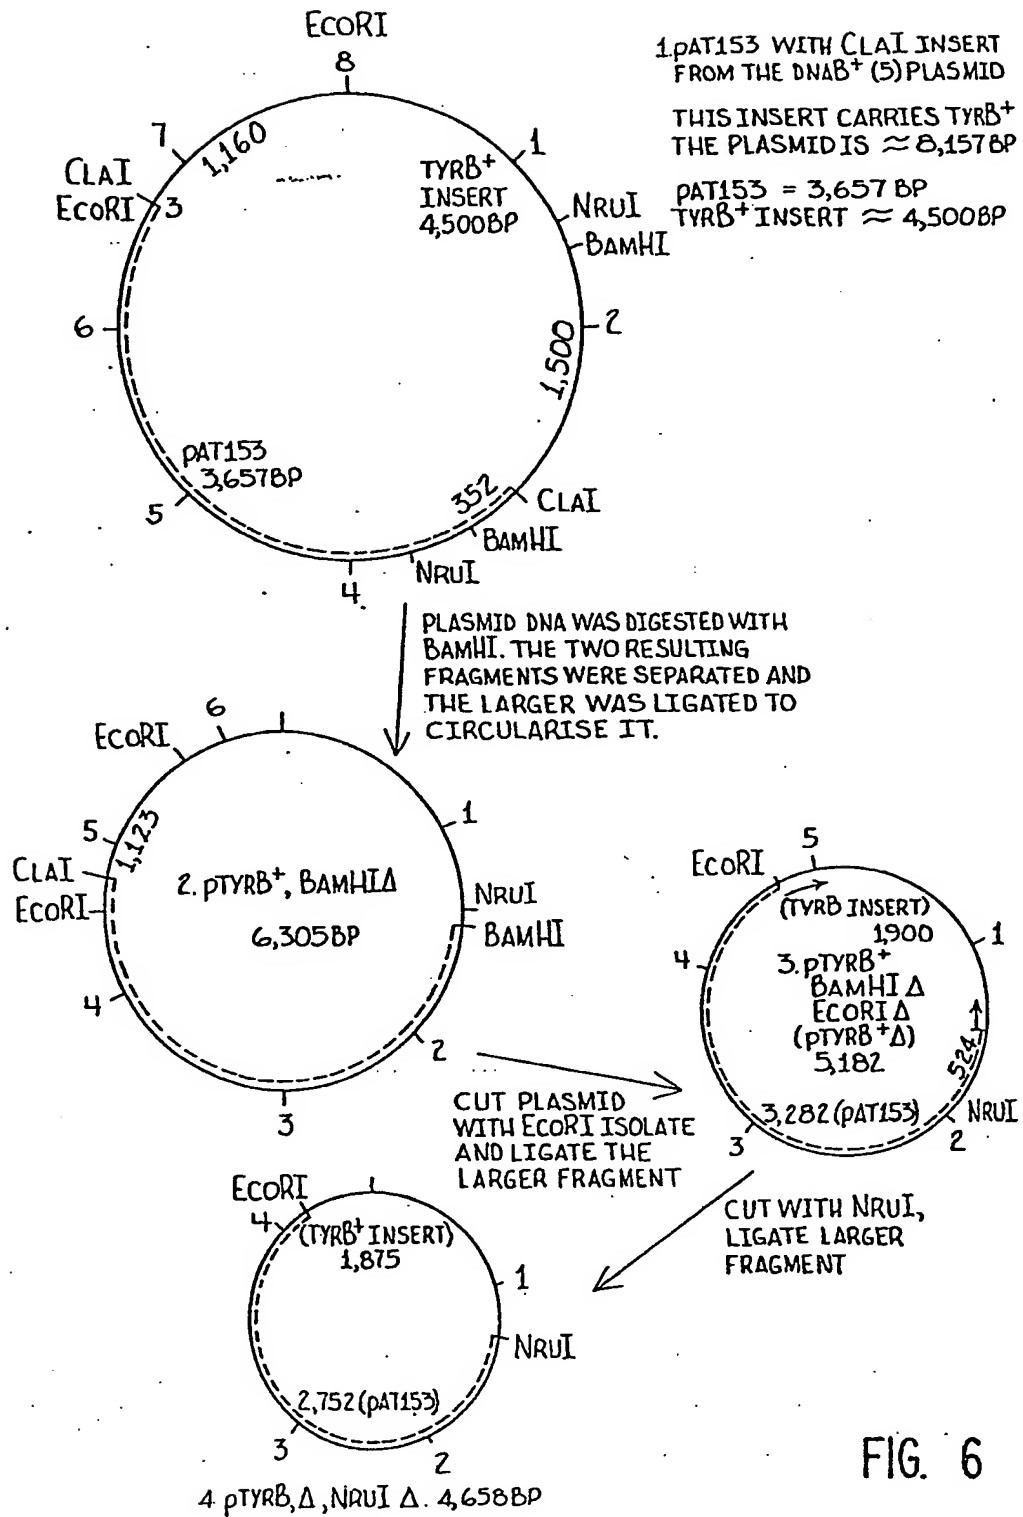 ECORI
8
1. pAT153 WITH CLAI INSERT
FROM THE DNAB⁺ (5) PLASMID
THIS INSERT CARRIES TYRB⁺
THE PLASMID IS ≈ 8,157BP
PAT153 = 3,657 BP
TYRB⁺ INSERT ≈ 4,500BP
7
1,160
CLAI
ECORI
3
TYRB⁺
INSERT
4,500BP
1
NRUI
BAMHI
6
2
1,500
PAT153
3,657BP
5
352
CLAI
BAMHI
NRUI
4
PLASMID DNA WAS DIGESTED WITH
BAMHI. THE TWO RESULTING
FRAGMENTS WERE SEPARATED AND
THE LARGER WAS LIGATED TO
CIRCULARISE IT.
ECORI
6
5
1,123
CLAI
ECORI
1
2. PTYRB⁺, BAMHIΔ
6,305BP
NRUI
BAMHI
4
2
3
CUT PLASMID
WITH ECORI ISOLATE
AND LIGATE THE
LARGER FRAGMENT
ECORI
5
(TYRB INSERT)
1,900
4
1
3. PTYRB⁺
BAMHI Δ
ECORI Δ
(PTYRB⁺Δ)
5,182
524
3,282 (PAT153)
NRUI
3
2
CUT WITH NRUI,
LIGATE LARGER
FRAGMENT
ECORI
4
(TYRB⁺ INSERT)
1,875
1
NRUI
2,752 (PAT153)
3
2
4 PTYRB,Δ, NRUI Δ. 4,658BP
FIG. 6